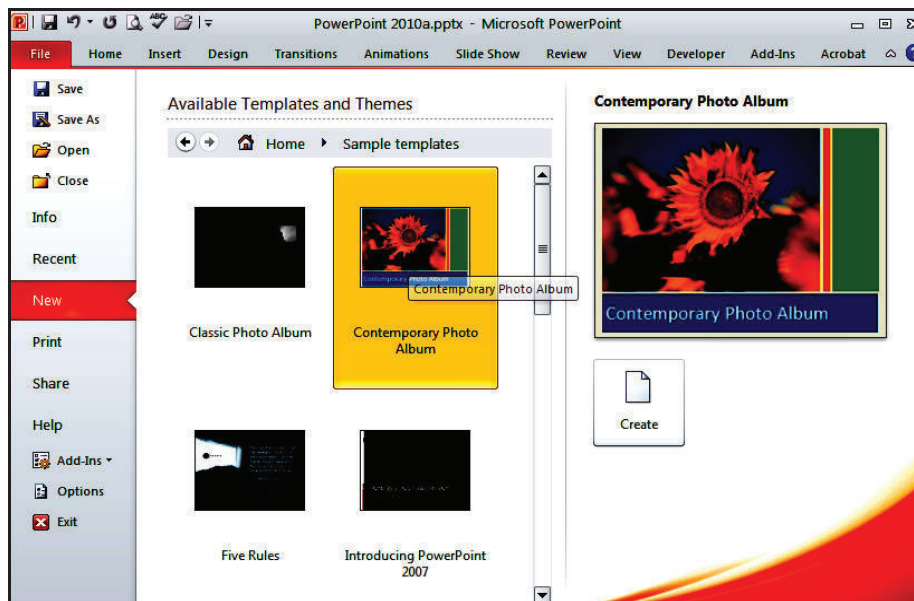 PowerPoint 2010a.pptx - Microsoft PowerPoint
File Home Insert Design Transitions Animations Slide Show Review View Developer Add-Ins Acrobat
Save
Save As
Open
Close
Info
Recent
New
Print
Share
Help
Add-Ins
Options
Exit
Available Templates and Themes
Home Sample templates
Classic Photo Album
Contemporary Photo Album
Contemporary Photo Album
Contemporary Photo
Album
Five Rules
Introducing PowerPoint
2007
Contemporary Photo Album
Contemporary Photo Album
Create